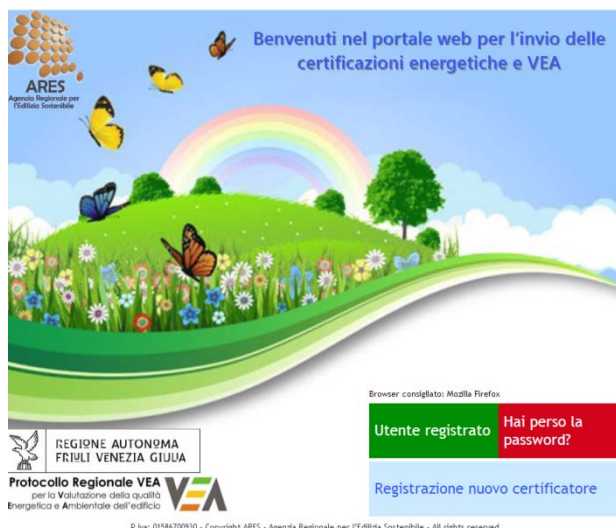 Benvenuti nel portale web per l'invio delle
certificazioni energetiche e VEA
ARES
Agenzia Regionale per
l'Edilizia Sostenibile
Browser consigliato: Mozilla Firefox
Utente registrato
Hai perso la
password?
REGIONE AUTONOMA
FRIULI VENEZIA GIULIA
Registrazione nuovo certificatore
Protocollo Regionale VEA
per la Valutazione della qualità
Energetica e Ambientale dell'edificio
VEA
P.Iva: 01586700930 - Copyright ARES - Agenzia Regionale per l'Edilizia Sostenibile - All rights reserved